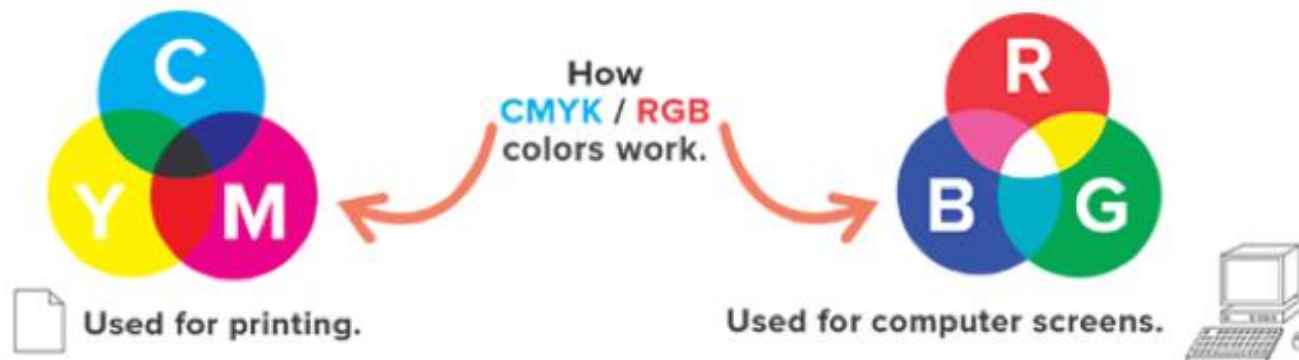 C
Y M
Used for printing.
How
CMYK / RGB
colors work.
R
B G
Used for computer screens.